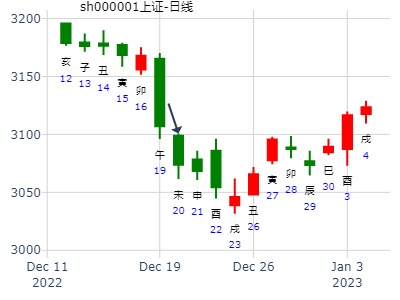 sh000001上证-日线
3200
3150
3100
3050
3000
亥
12
子
13
丑
14
寅
15
卯
16
午
19
未
20
申
21
酉
22
戌
23
丑
26
寅
27
卯
28
辰
29
巳
30
酉
3
戌
4
Dec 11
2022
Dec 19
Dec 26
Jan 3
2023